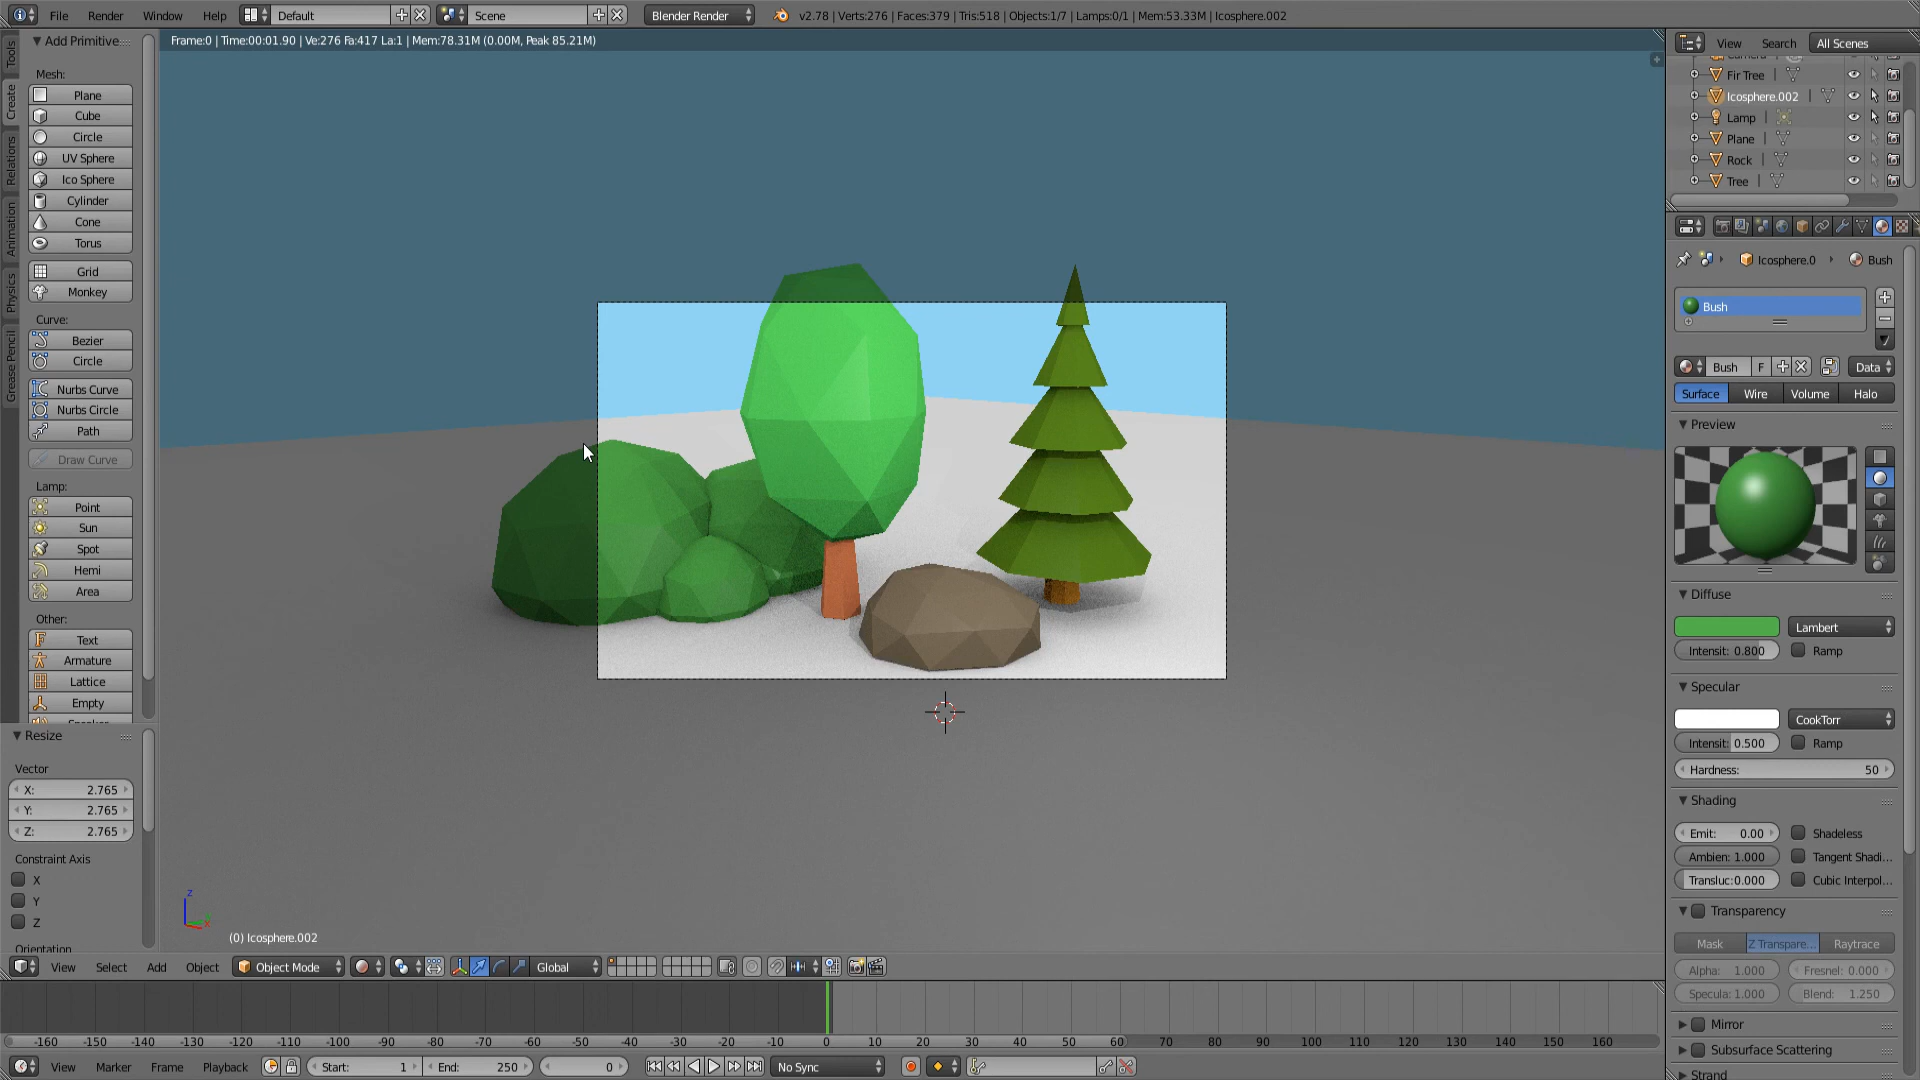 File Render Window Help Default Scene Blender Render v2.78 | Verts:276 | Faces:379 | Tris:518 | Objects:1/7 | Lamps:0/1 | Mem:53.33M | Icosphere.002
Frame:0 | Time:00:01.90 | Ve:276 Fa:417 La:1 | Mem:78.31M (0.00M, Peak 85.21M)
Tools
Create
Relations
Animation
Physics
Grease Pencil
Add Primitive
Mesh:
Plane
Cube
Circle
UV Sphere
Ico Sphere
Cylinder
Cone
Torus
Grid
Monkey
Curve:
Bezier
Circle
Nurbs Curve
Nurbs Circle
Path
Draw Curve
Lamp:
Point
Sun
Spot
Hemi
Area
Other:
Text
Armature
Lattice
Empty
Speaker
Resize
Vector
X: 2.765
Y: 2.765
Z: 2.765
Constraint Axis
X
Y
Z
Orientation
z
(0) Icosphere.002
View Select Add Object Object Mode Global
-160 -150 -140 -130 -120 -110 -100 -90 -80 -70 -60 -50 -40 -30 -20 -10 0 10 20 30 40 50 60 70 80 90 100 110 120 130 140 150 160
View Marker Frame Playback Start: 1 End: 250 0 No Sync
View Search All Scenes
Camera
Fir Tree
Icosphere.002
Lamp
Plane
Rock
Tree
Icosphere.0 Bush
Bush
Bush F Data
Surface Wire Volume Halo
Preview
Diffuse
Lambert
Intensit: 0.800 Ramp
Specular
CookTorr
Intensit: 0.500 Ramp
Hardness: 50
Shading
Emit: 0.00 Shadeless
Ambien: 1.000 Tangent Shadi...
Transluc:0.000 Cubic Interpol...
Transparency
Mask Z Transpare... Raytrace
Alpha: 1.000 Fresnel: 0.000
Specula: 1.000 Blend: 1.250
Mirror
Subsurface Scattering
Strand